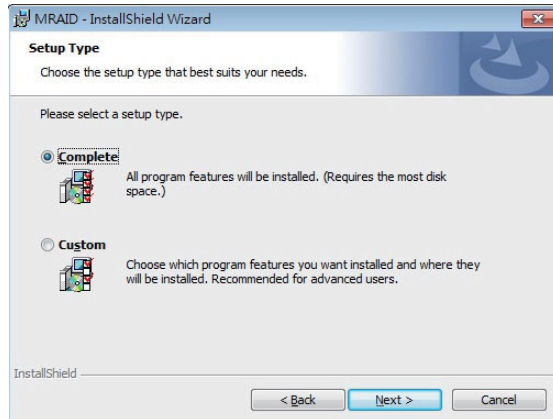 MRAID - InstallShield Wizard
Setup Type
Choose the setup type that best suits your needs.
Please select a setup type.
Complete
All program features will be installed. (Requires the most disk
space.)
Custom
Choose which program features you want installed and where they
will be installed. Recommended for advanced users.
InstallShield
< Back
Next >
Cancel